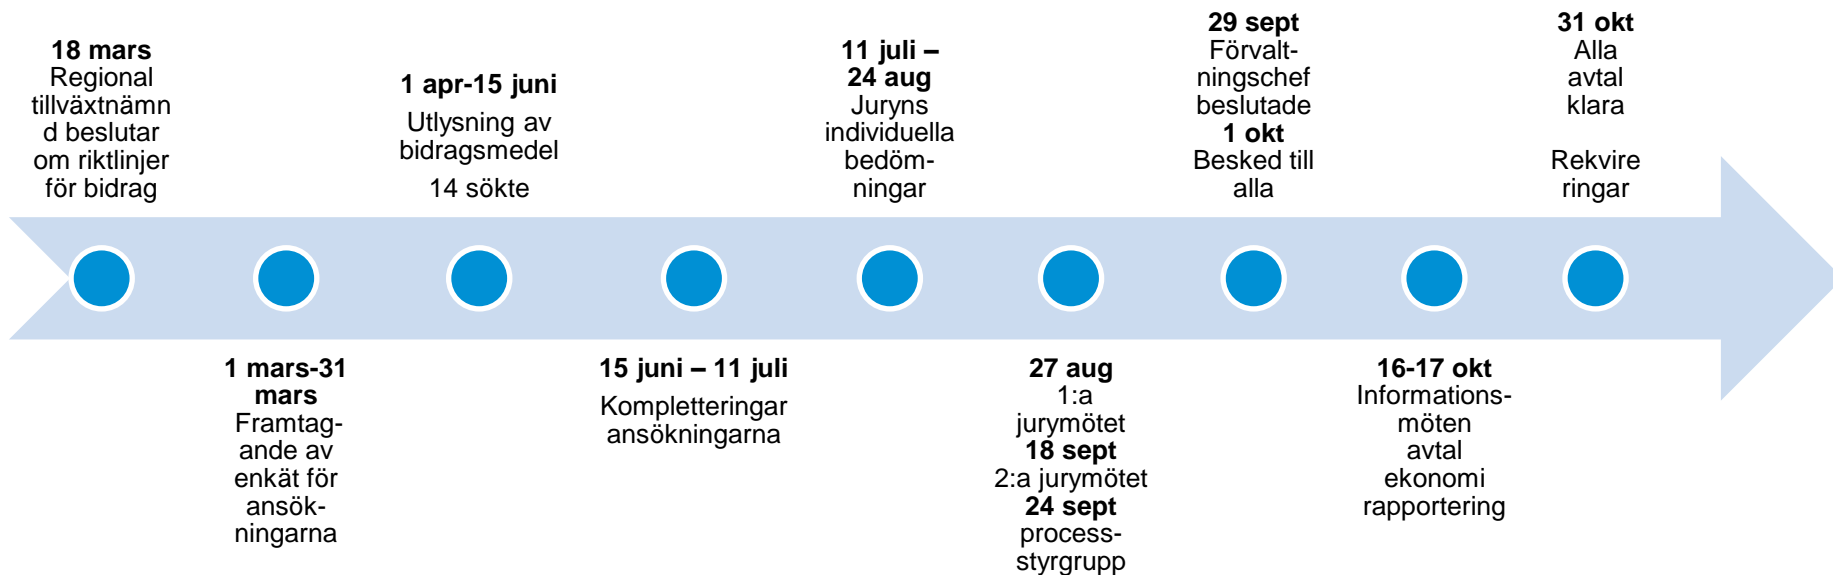 18 mars
Regional
tillväxtnämn
d beslutar
om riktlinjer
för bidrag
1 mars-31
mars
Framtag-
ande av
enkät för
ansök-
ningarna
1 apr-15 juni
Utlysning av
bidragsmedel
14 sökte
15 juni – 11 juli
Kompletteringar
ansökningarna
11 juli –
24 aug
Juryns
individuella
bedöm-
ningar
27 aug
1:a
jurymötet
18 sept
2:a jurymötet
24 sept
process-
styrgrupp
29 sept
Förvalt-
ningschef
beslutade
1 okt
Besked till
alla
16-17 okt
Informations-
möten
avtal
ekonomi
rapportering
31 okt
Alla
avtal
klara
Rekvire
ringar